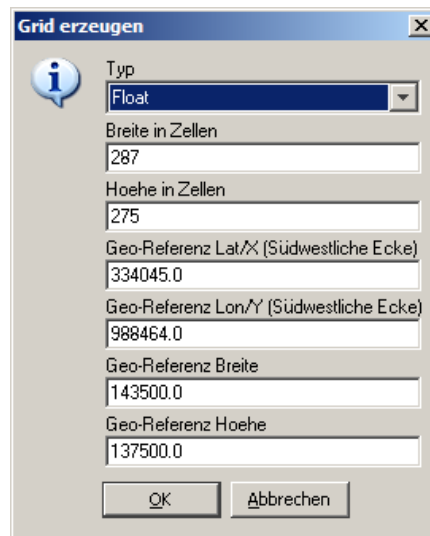 Grid erzeugen
Typ
Float
Breite in Zellen
287
Hoehe in Zellen
275
Geo-Referenz Lat/X (Südwestliche Ecke)
334045.0
Geo-Referenz Lon/Y (Südwestliche Ecke)
988464.0
Geo-Referenz Breite
143500.0
Geo-Referenz Hoehe
137500.0
OK Abbrechen